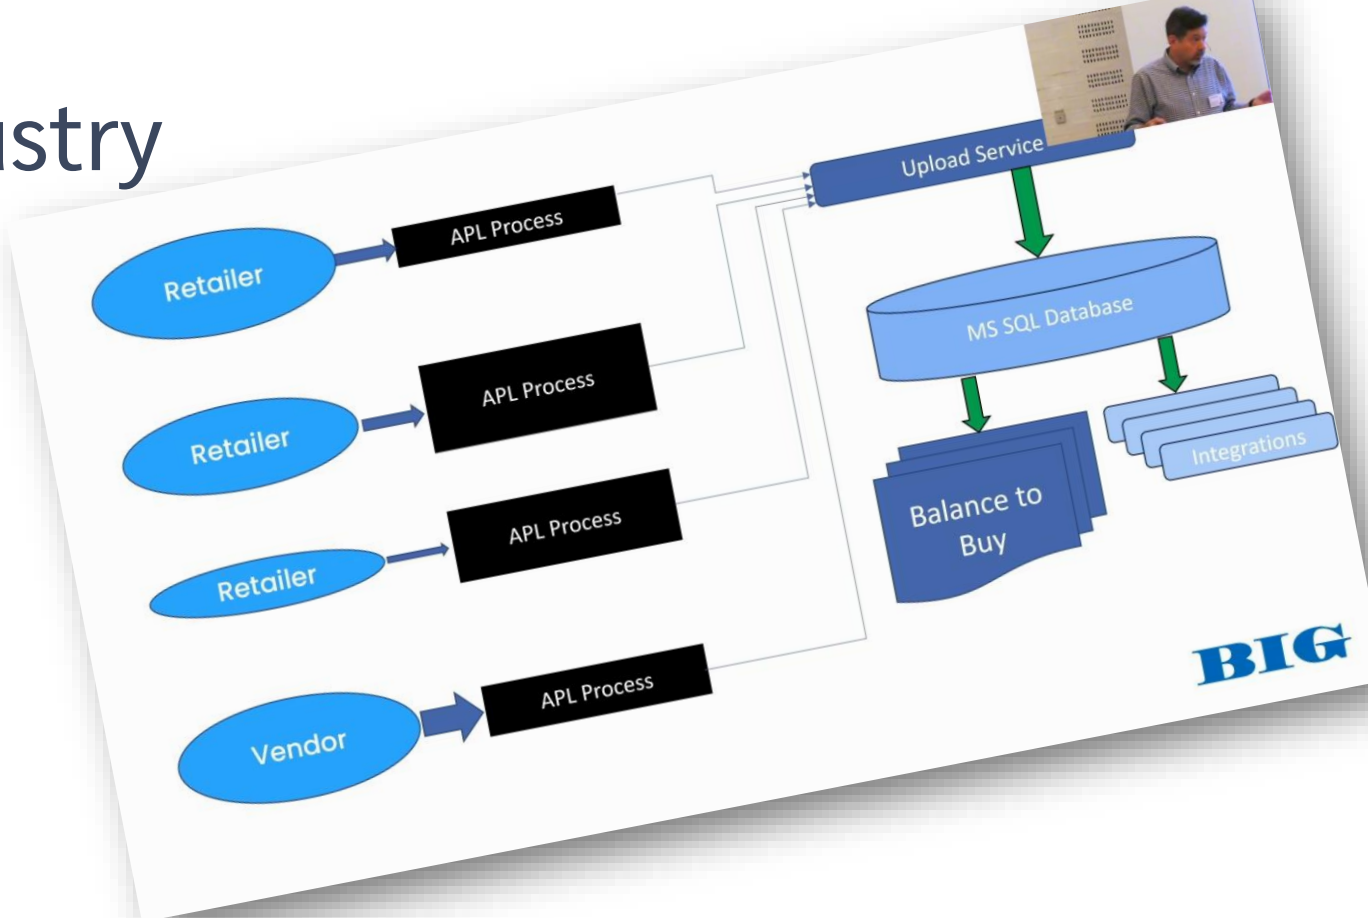 ustry
Retailer
APL Process
Upload Service
Retailer
APL Process
MS SQL Database
Retailer
APL Process
Balance to
Buy
Integrations
Vendor
APL Process
BIG